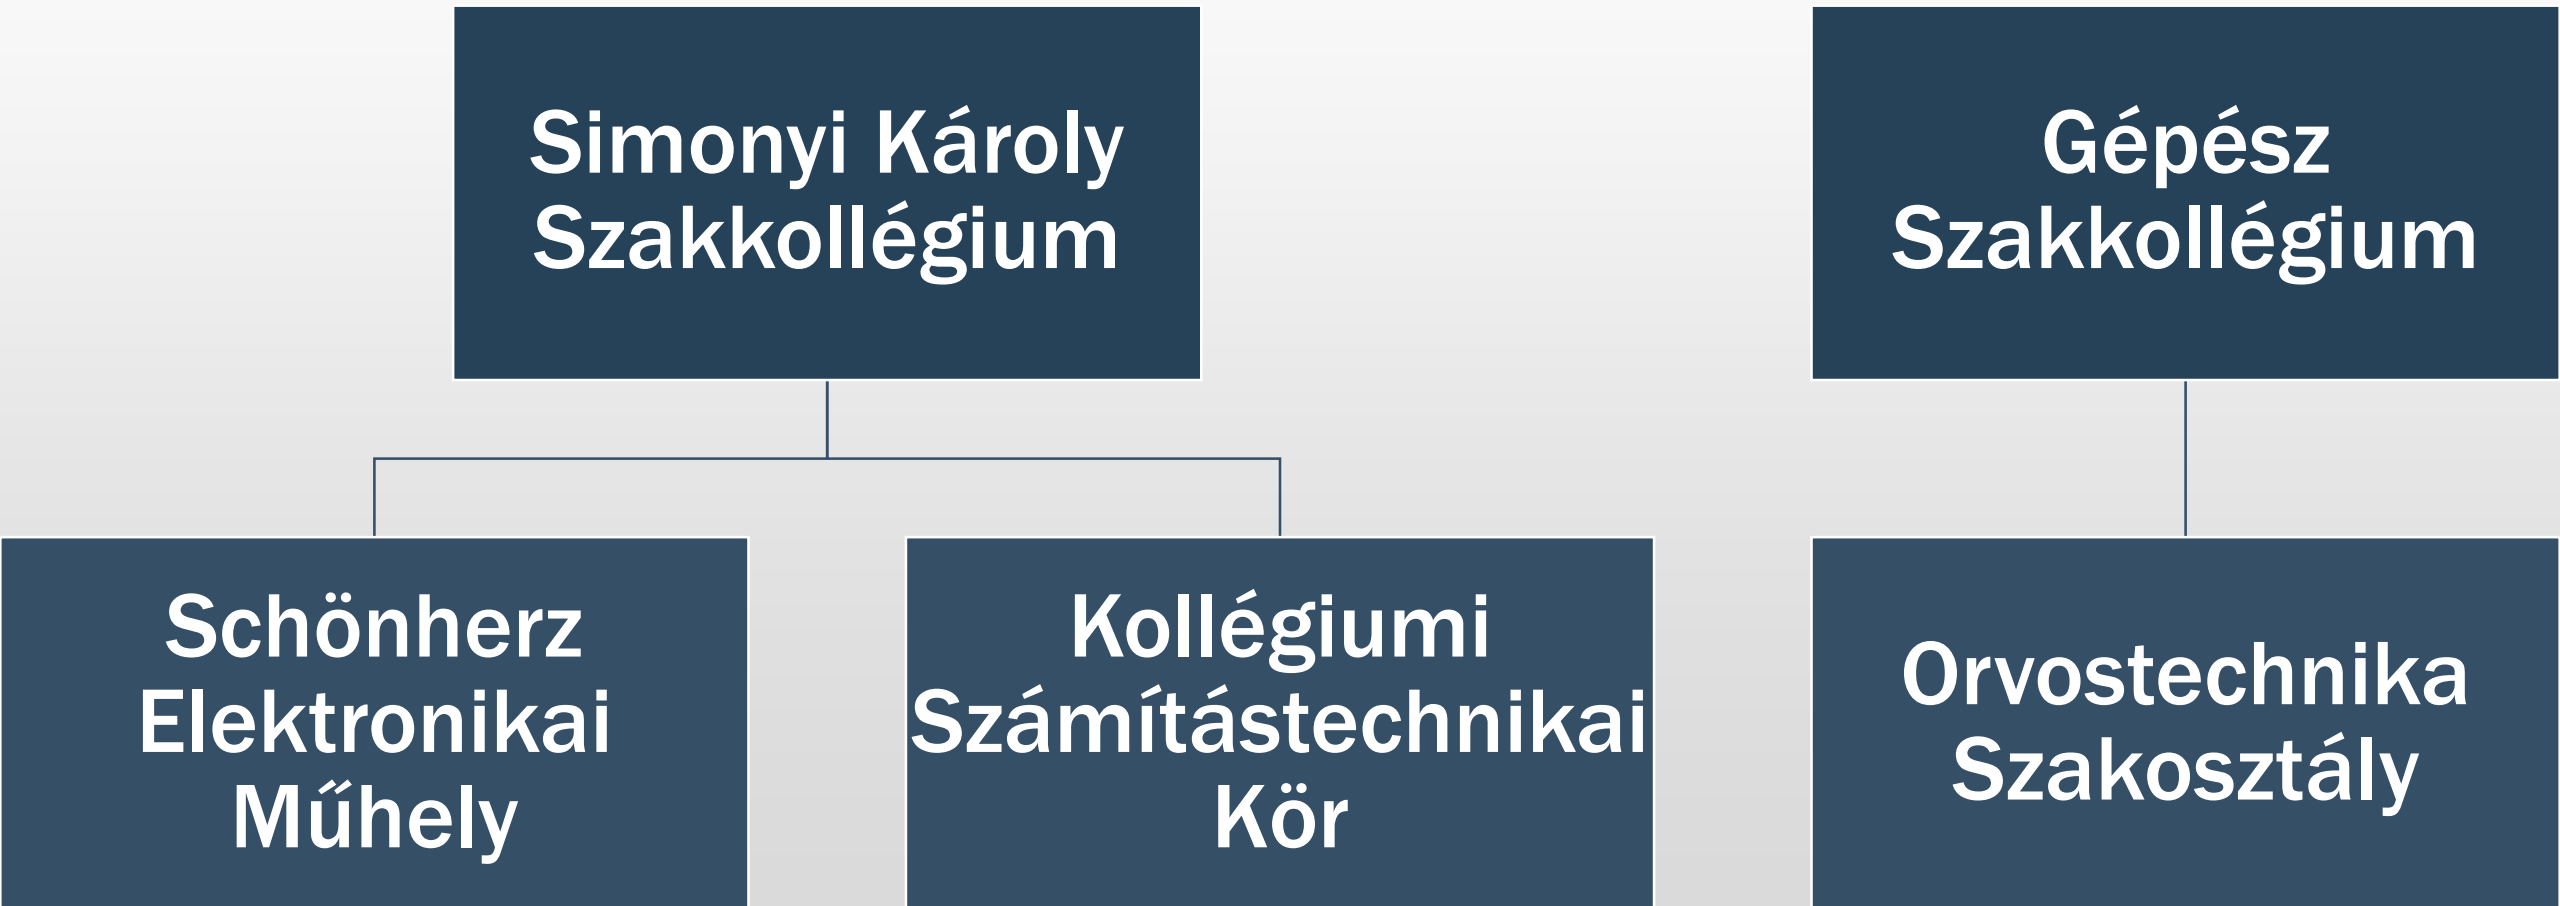 Simonyi Károly
Szakkollégium
Gépész
Szakkollégium
Schönherz
Elektronikai
Műhely
Kollégiumi
Számítástechnikai
Kör
Orvostechnika
Szakosztály